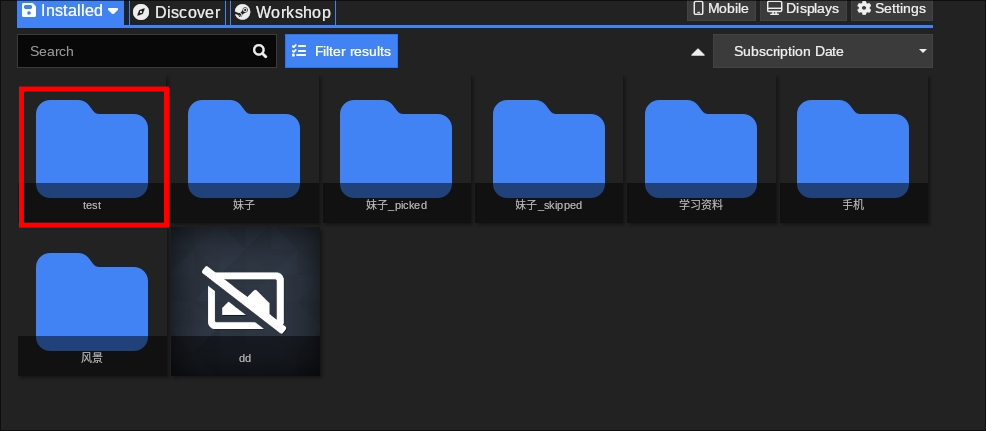 Installed Discover Workshop Mobile Displays Settings
Search Filter results Subscription Date
test 妹子 妹子_picked 妹子_skipped 学习资料 手机
风景 dd